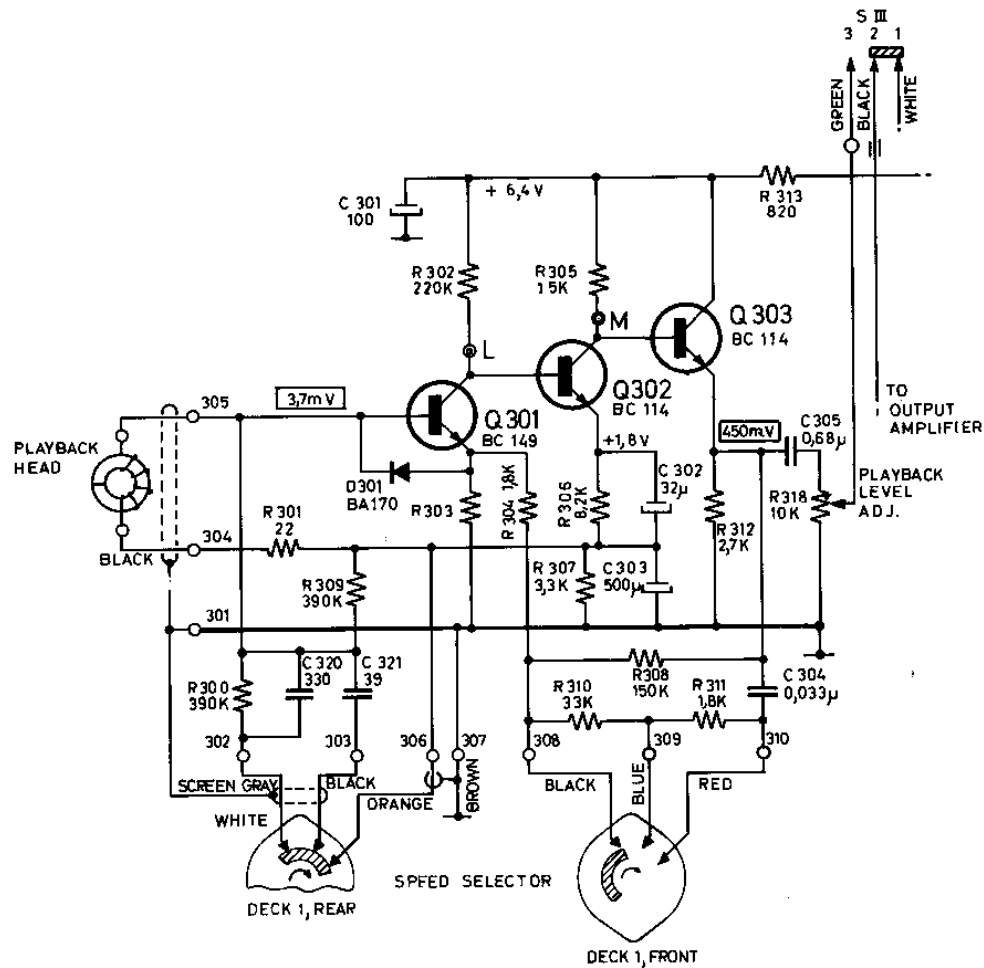 S III
3 2 1
GREEN
BLACK
WHITE
+ 6,4 V
R 313
820
C 301
100
R 302
220K
R 305
15K
L
M
Q 303
BC 114
Q 302
BC 114
Q 301
BC 149
3,7mV
305
PLAYBACK
HEAD
D301
BA170
+1,8V
450mV
C 305
0,68µ
TO
OUTPUT
AMPLIFIER
PLAYBACK
LEVEL
ADJ.
R 318
10K
C 302
32µ
R 303
R 304 1,8K
R 306
8,2K
R 312
2,7K
R 301
22
304
BLACK
R 309
390K
R 307
3,3K
C 303
500µ
301
C 320
330
C 321
39
R 300
390K
R 308
150K
C 304
0,033µ
R 310
33K
R 311
1,8K
302
303
306
307
308
309
310
SCREEN GRAY
BLACK
ORANGE
BROWN
WHITE
BLACK
BLUE
RED
SPEED SELECTOR
DECK 1, REAR
DECK 1, FRONT